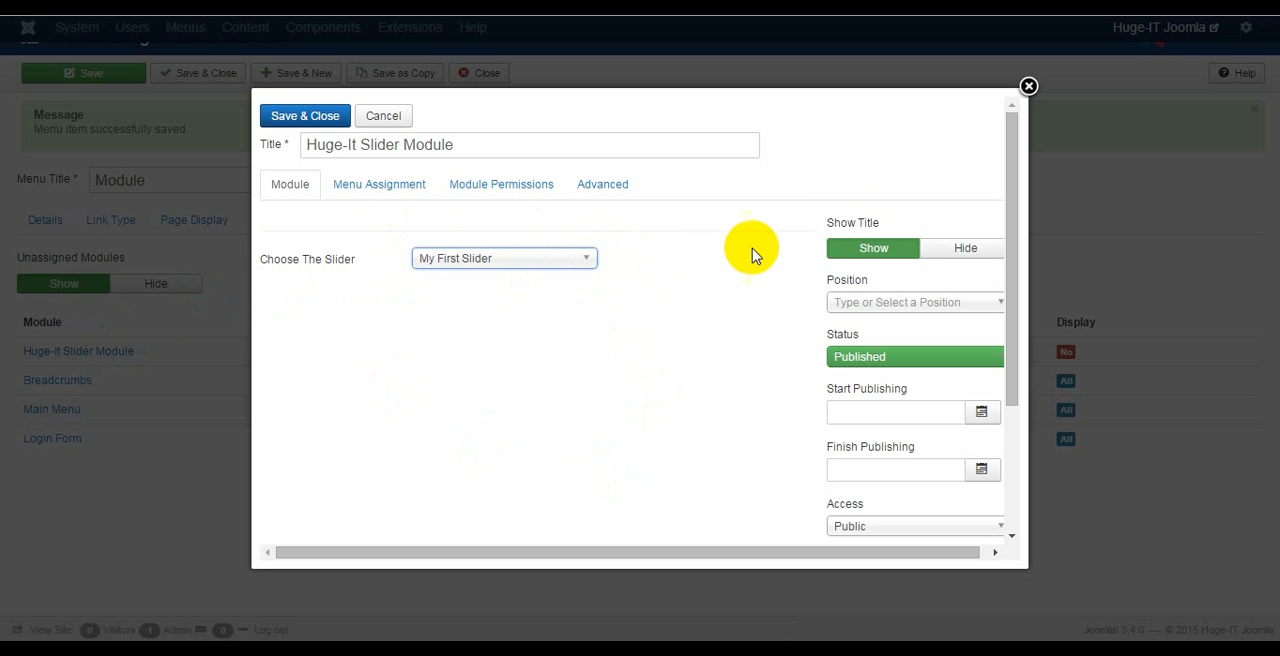 System Users Menus Content Components Extensions Help
Huge-IT Joomla
Save Save & Close Save & New Save as Copy Close Help
Message
Menu item successfully saved.
Menu Title * Module
Details Link Type Page Display
Unassigned Modules
Show Hide
Module Display
Huge-It Slider Module No
Breadcrumbs All
Main Menu All
Login Form All
Save & Close Cancel
Title * Huge-It Slider Module
Module Menu Assignment Module Permissions Advanced
Choose The Slider My First Slider
Show Title
Show Hide
Position
Type or Select a Position
Status
Published
Start Publishing
Finish Publishing
Access
Public
View Site 0 Visitors 1 Admin 0 Log out
Joomla! 3.4.0 — © 2015 Huge-IT Joomla